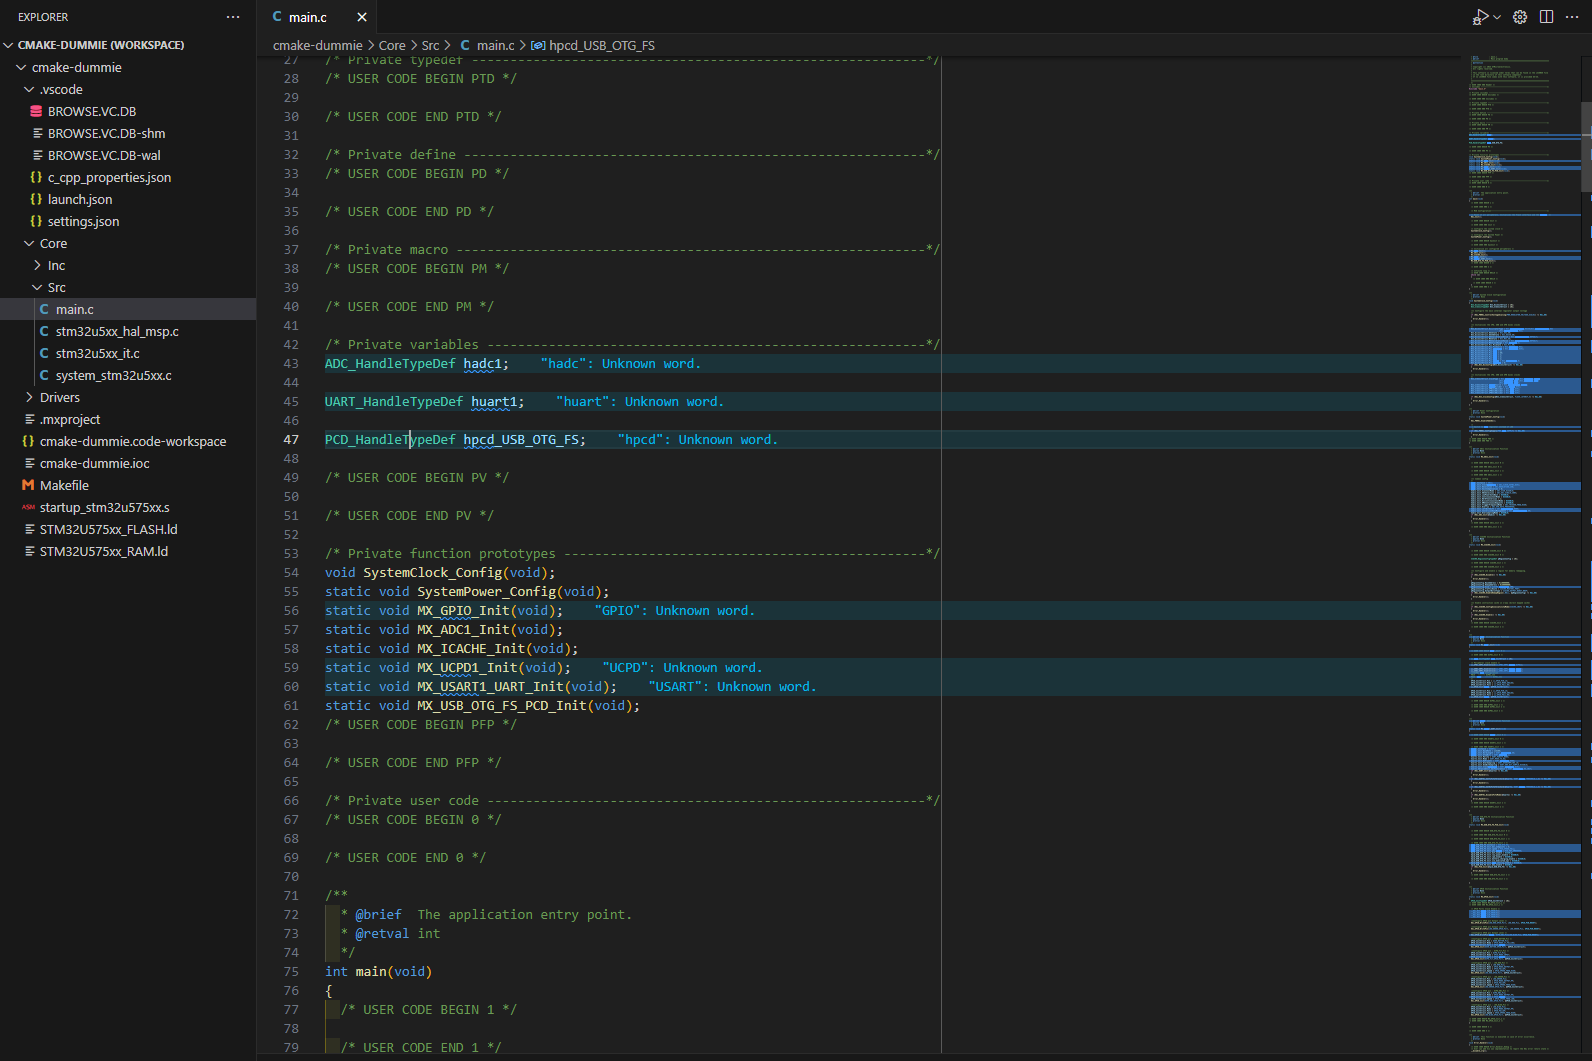 EXPLORER
CMAKE-DUMMIE (WORKSPACE)
cmake-dummie
.vscode
BROWSE.VC.DB
BROWSE.VC.DB-shm
BROWSE.VC.DB-wal
{} c_cpp_properties.json
{} launch.json
{} settings.json
Core
Inc
Src
C main.c
C stm32u5xx_hal_msp.c
C stm32u5xx_it.c
C system_stm32u5xx.c
Drivers
.mxproject
{} cmake-dummie.code-workspace
cmake-dummie.ioc
M Makefile
ASM startup_stm32u575xx.s
STM32U575xx_FLASH.ld
STM32U575xx_RAM.ld
C main.c
cmake-dummie > Core > Src > C main.c > hpcd_USB_OTG_FS
27 /* Private typedef -----------------------------------------------------------*/
28 /* USER CODE BEGIN PTD */
29
30 /* USER CODE END PTD */
31
32 /* Private define ------------------------------------------------------------*/
33 /* USER CODE BEGIN PD */
34
35 /* USER CODE END PD */
36
37 /* Private macro -------------------------------------------------------------*/
38 /* USER CODE BEGIN PM */
39
40 /* USER CODE END PM */
41
42 /* Private variables ---------------------------------------------------------*/
43 ADC_HandleTypeDef hadc1; "hadc": Unknown word.
44
45 UART_HandleTypeDef huart1; "huart": Unknown word.
46
47 PCD_HandleTypeDef hpcd_USB_OTG_FS; "hpcd": Unknown word.
48
49 /* USER CODE BEGIN PV */
50
51 /* USER CODE END PV */
52
53 /* Private function prototypes -----------------------------------------------*/
54 void SystemClock_Config(void);
55 static void SystemPower_Config(void);
56 static void MX_GPIO_Init(void); "GPIO": Unknown word.
57 static void MX_ADC1_Init(void);
58 static void MX_ICACHE_Init(void);
59 static void MX_UCPD1_Init(void); "UCPD": Unknown word.
60 static void MX_USART1_UART_Init(void); "USART": Unknown word.
61 static void MX_USB_OTG_FS_PCD_Init(void);
62 /* USER CODE BEGIN PFP */
63
64 /* USER CODE END PFP */
65
66 /* Private user code ---------------------------------------------------------*/
67 /* USER CODE BEGIN 0 */
68
69 /* USER CODE END 0 */
70
71 /**
72 * @brief The application entry point.
73 * @retval int
74 */
75 int main(void)
76 {
77 /* USER CODE BEGIN 1 */
78
79 /* USER CODE END 1 */